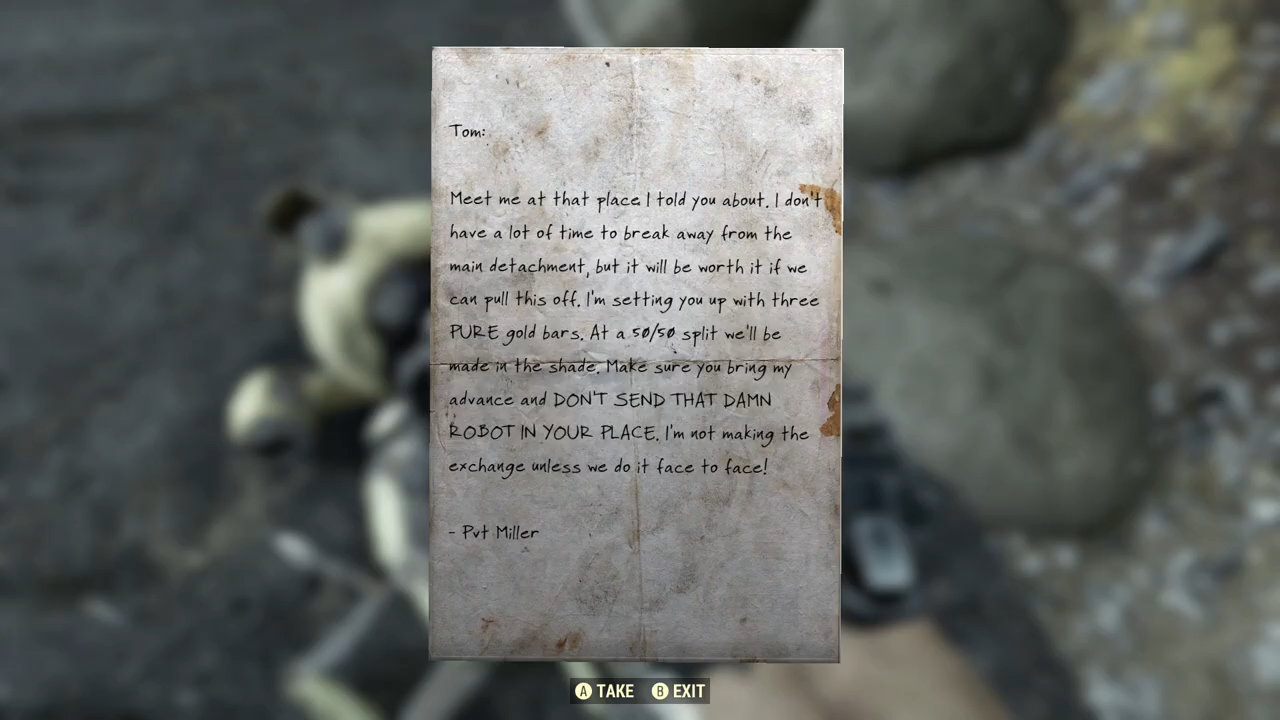 Tom:
Meet me at that place I told you about. I don't
have a lot of time to break away from the
main detachment, but it will be worth it if we
can pull this off. I'm setting you up with three
PURE gold bars. At a 50/50 split we'll be
made in the shade. Make sure you bring my
advance and DON'T SEND THAT DAMN
ROBOT IN YOUR PLACE. I'm not making the
exchange unless we do it face to face!
- Pvt Miller
A TAKE B EXIT